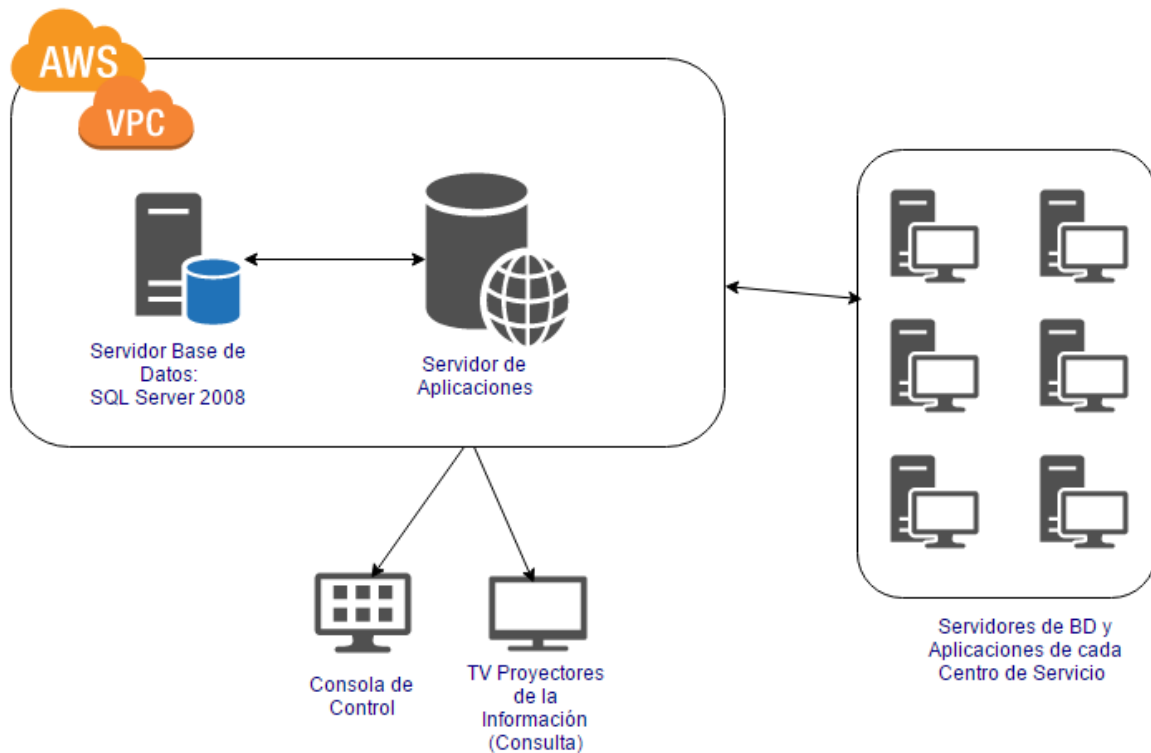 AWS
VPC
Servidor Base de
Datos:
SQL Server 2008
Servidor de
Aplicaciones
Consola de
Control
TV Proyectores
de la
Información
(Consulta)
Servidores de BD y
Aplicaciones de cada
Centro de Servicio